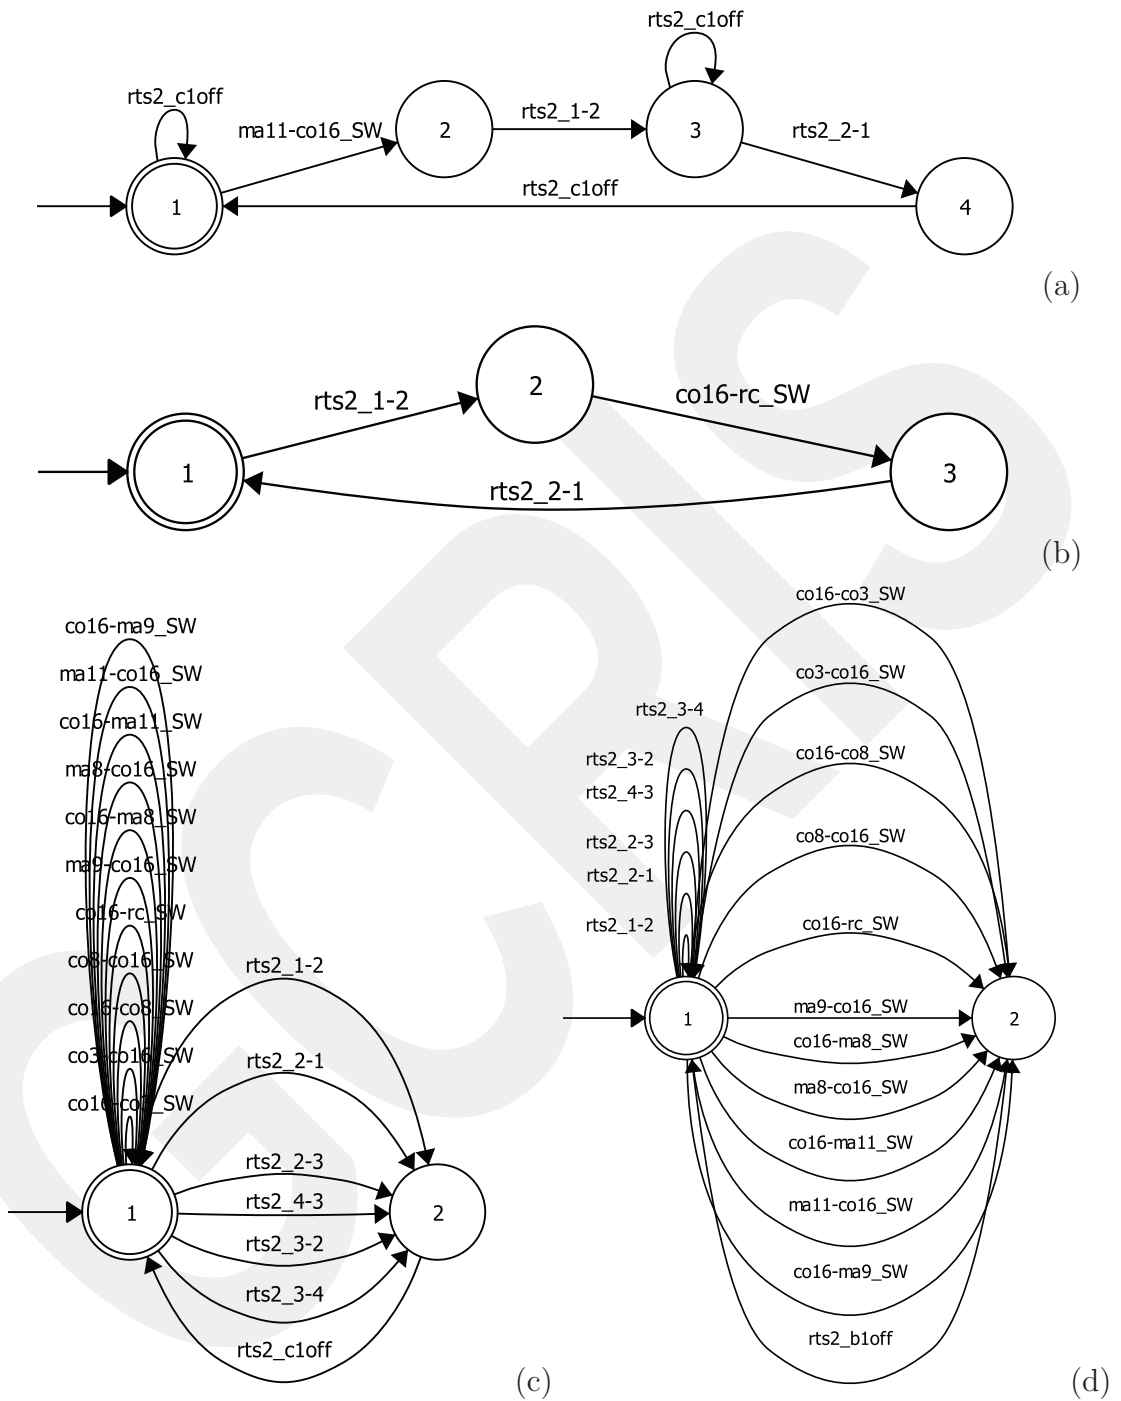 rts2_c1off
rts2_c1off
ma11-co16_SW
2
rts2_1-2
3
rts2_2-1
1
rts2_c1off
4
(a)
rts2_1-2
2
co16-rc_SW
1
3
rts2_2-1
(b)
co16-ma9_SW
ma11-co16_SW
co16-ma11_SW
ma8-co16_SW
co16-ma8_SW
ma9-co16_SW
co16-rc_SW
co8-co16_SW
co16-co8_SW
co3-co16_SW
co16-co3_SW
rts2_1-2
rts2_2-1
rts2_2-3
rts2_4-3
rts2_3-2
rts2_3-4
rts2_c1off
1
2
(c)
co16-co3_SW
co3-co16_SW
co16-co8_SW
co8-co16_SW
co16-rc_SW
ma9-co16_SW
co16-ma8_SW
ma8-co16_SW
co16-ma11_SW
ma11-co16_SW
co16-ma9_SW
rts2_b1off
rts2_3-4
rts2_3-2
rts2_4-3
rts2_2-3
rts2_2-1
rts2_1-2
1
2
(d)
GCRIS